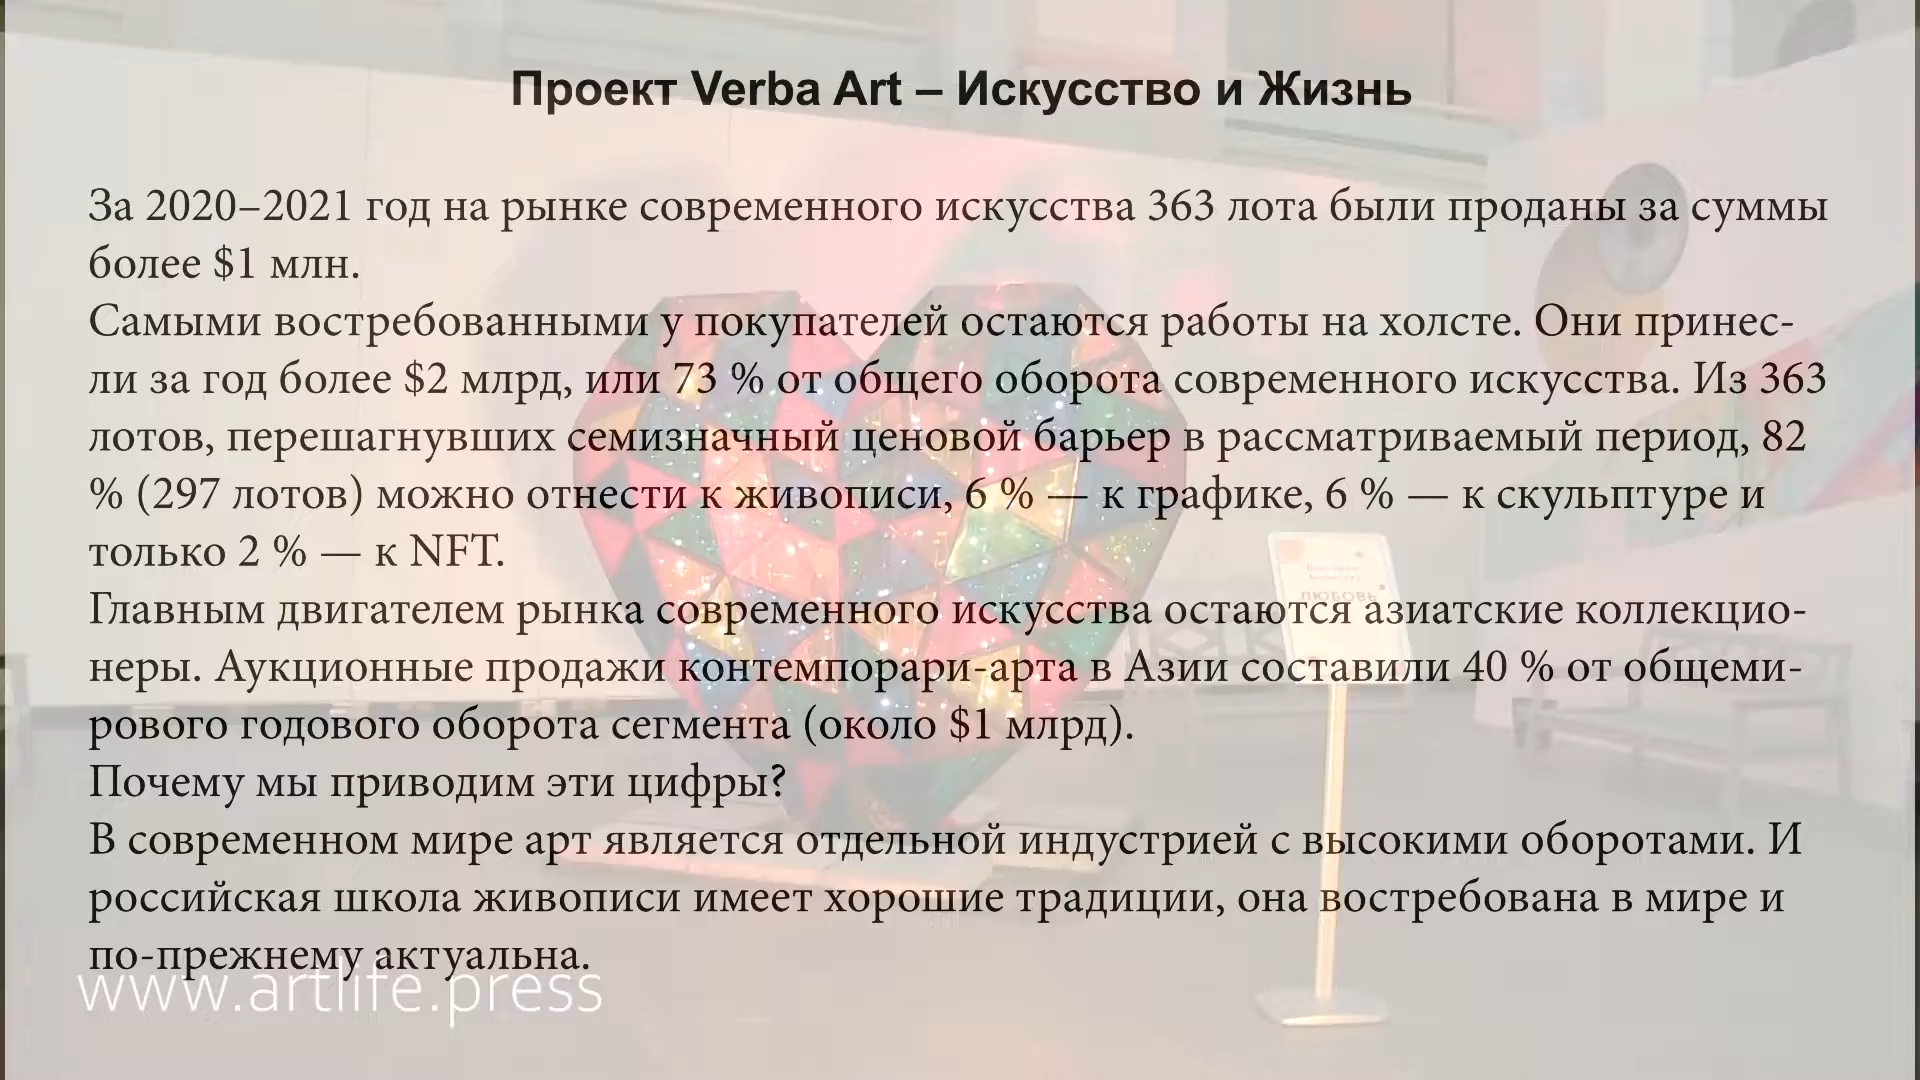 Проект Verba Art – Искусство и Жизнь
За 2020–2021 год на рынке современного искусства 363 лота были проданы за суммы
более $1 млн.
Самыми востребованными у покупателей остаются работы на холсте. Они принес-
ли за год более $2 млрд, или 73 % от общего оборота современного искусства. Из 363
лотов, перешагнувших семизначный ценовой барьер в рассматриваемый период, 82
% (297 лотов) можно отнести к живописи, 6 % — к графике, 6 % — к скульптуре и
только 2 % — к NFT.
ЛЮБОВЬ
Главным двигателем рынка современного искусства остаются азиатские коллекцио-
неры. Аукционные продажи контемпорари-арта в Азии составили 40 % от общеми-
рового годового оборота сегмента (около $1 млрд).
Почему мы приводим эти цифры?
В современном мире арт является отдельной индустрией с высокими оборотами. И
российская школа живописи имеет хорошие традиции, она востребована в мире и
по-прежнему актуальна.
www.artlife.press